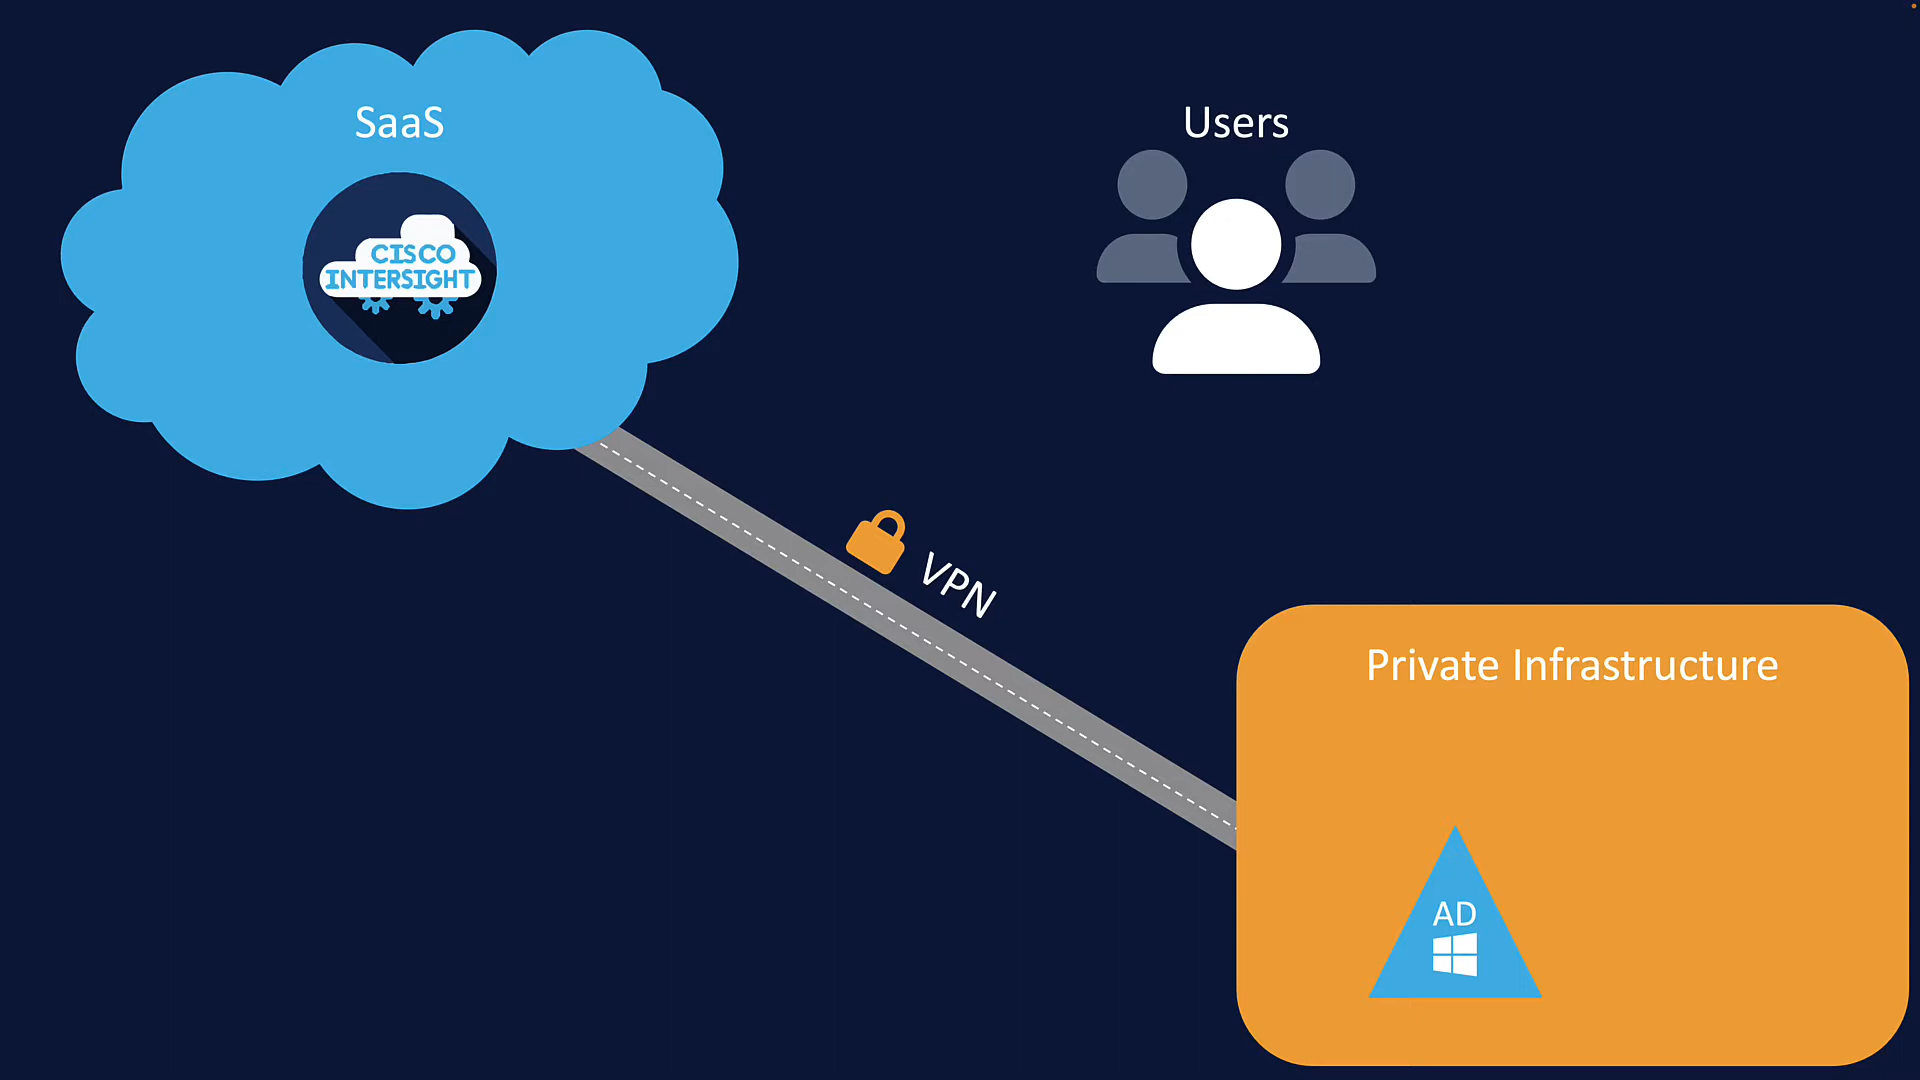 SaaS
CISCO
INTERSIGHT
Users
VPN
Private Infrastructure
AD